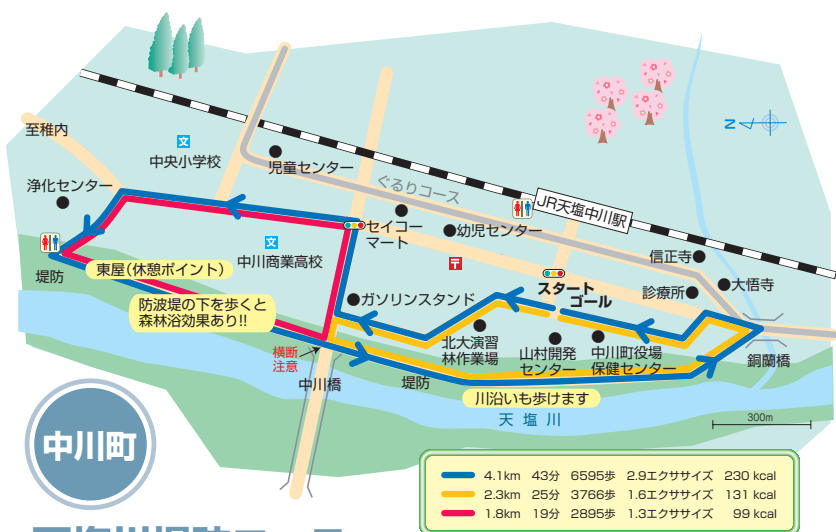 至稚内
中央小学校
児童センター
浄化センター
ぐるりコース
JR天塩中川駅
N
セイコー
マート
幼児センター
中川商業高校
信正寺
堤防
東屋(休憩ポイント)
スタート
ゴール
診療所
大悟寺
防波堤の下を歩くと
森林浴効果あり!!
ガソリンスタンド
北大演習
林作業場
山村開発
センター
中川町役場
保健センター
銅蘭橋
横断
注意
中川橋
堤防
川沿いも歩けます
天塩川
300m
中川町
4.1km 43分 6595歩 2.9エクササイズ 230 kcal
2.3km 25分 3766歩 1.6エクササイズ 131 kcal
1.8km 19分 2895歩 1.3エクササイズ 99 kcal
文
文
〒